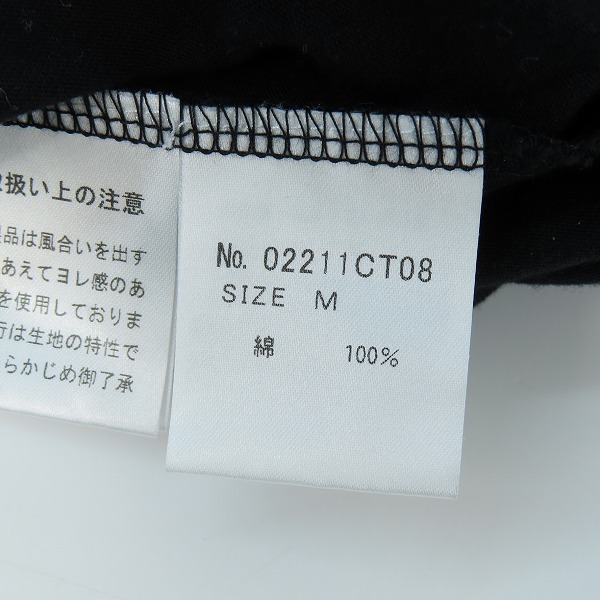 扱い上の注意
品は風合いを出す
あえてヨレ感のあ
を使用しておりま
行は生地の特性で
らかじめ御了承
No. 02211CT08
SIZE M
綿 100%